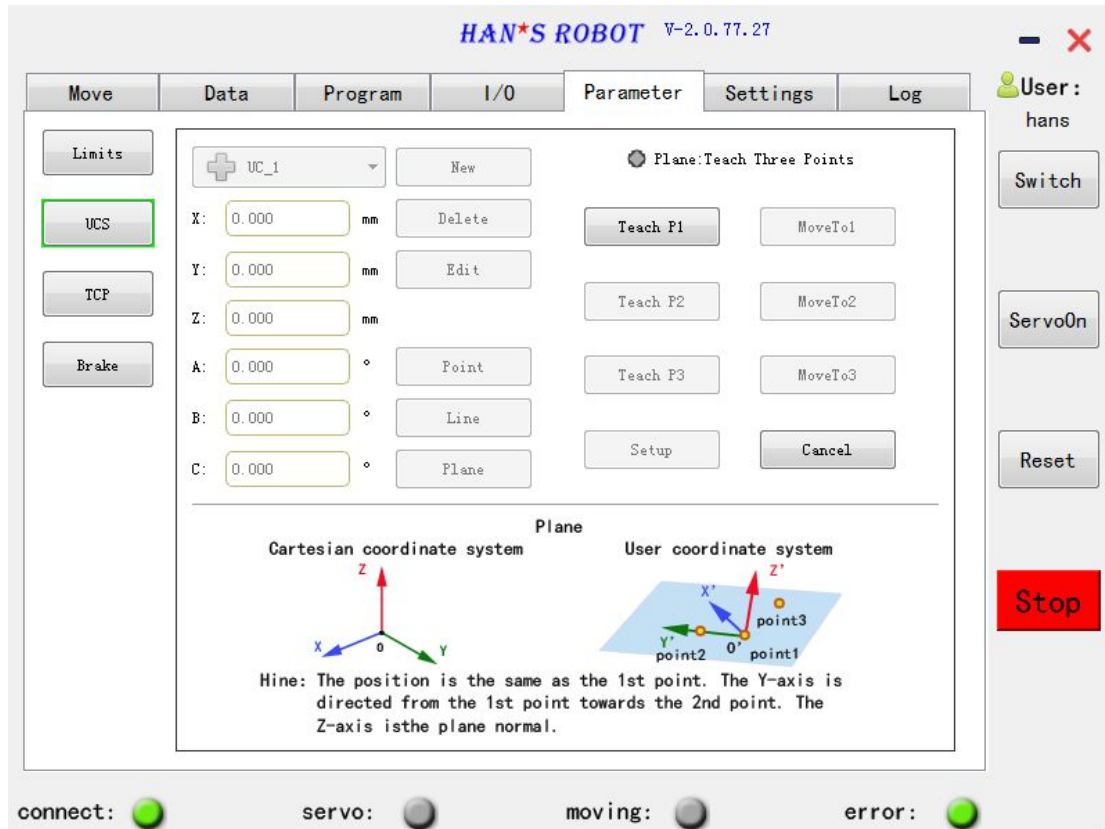 HAN*S ROBOT V-2.0.77.27
Move Data Program I/O Parameter Settings Log
User:
hans
Limits
UCS
TCP
Brake
UC_1 New
X: 0.000 mm Delete
Y: 0.000 mm Edit
Z: 0.000 mm
A: 0.000 ° Point
B: 0.000 ° Line
C: 0.000 ° Plane
Plane:Teach Three Points
Teach P1 MoveTo1
Teach P2 MoveTo2
Teach P3 MoveTo3
Setup Cancel
Switch
ServoOn
Reset
Stop
Plane
Cartesian coordinate system
Z
X
O
Y
User coordinate system
Z'
X'
point3
Y'
O'
point2
point1
Hine: The position is the same as the 1st point. The Y-axis is
directed from the 1st point towards the 2nd point. The
Z-axis isthe plane normal.
connect: servo: moving: error: